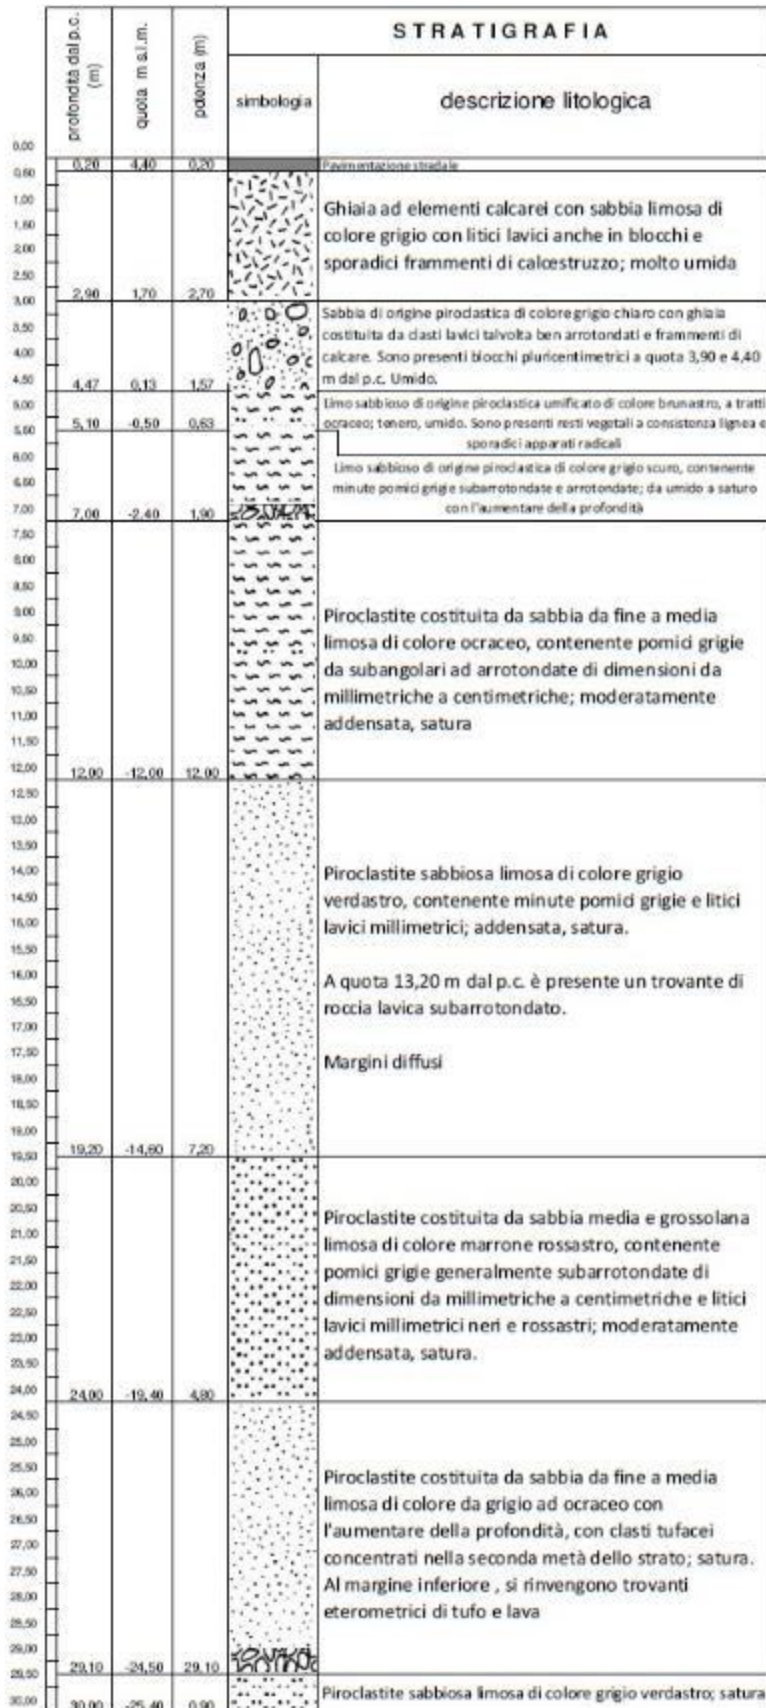 STRATIGRAFIA
profondità dal p.c. (m)
quota m s.l.m.
potenza (m)
simbologia
descrizione litologica
0,00
0,20 4,40 0,20 Pavimentazione stradale
0,50
1,00
1,50
2,00
2,50
Ghiaia ad elementi calcarei con sabbia limosa di
colore grigio con litici lavici anche in blocchi e
sporadici frammenti di calcestruzzo; molto umida
2,90 1,70 2,70
3,00
3,50
4,00
4,50
Sabbia di origine piroclastica di colore grigio chiaro con ghiaia
costituita da clasti lavici talvolta ben arrotondati e frammenti di
calcare. Sono presenti blocchi pluricentimetrici a quota 3,90 e 4,40
m dal p.c. Umido.
4,47 0,13 1,57
5,00
Limo sabbioso di origine piroclastica umificato di colore brunastro, a tratti
ocraceo; tenero, umido. Sono presenti resti vegetali a consistenza lignea e
sporadici apparati radicali
5,10 -0,50 0,63
5,50
6,00
6,50
7,00
Limo sabbioso di origine piroclastica di colore grigio scuro, contenente
minute pomici grigie subarrotondate e arrotondate; da umido a saturo
con l'aumentare della profondità
7,00 -2,40 1,90
7,50
8,00
8,50
9,00
9,50
10,00
10,50
11,00
11,50
12,00
Piroclastite costituita da sabbia da fine a media
limosa di colore ocraceo, contenente pomici grigie
da subangolari ad arrotondate di dimensioni da
millimetriche a centimetriche; moderatamente
addensata, satura
12,00 -12,00 12,00
12,50
13,00
13,50
14,00
14,50
15,00
15,50
16,00
16,50
17,00
17,50
18,00
18,50
19,00
Piroclastite sabbiosa limosa di colore grigio
verdastro, contenente minute pomici grigie e litici
lavici millimetrici; addensata, satura.
A quota 13,20 m dal p.c. è presente un trovante di
roccia lavica subarrotondato.
Margini diffusi
19,20 -14,60 7,20
19,50
20,00
20,50
21,00
21,50
22,00
22,50
23,00
23,50
24,00
Piroclastite costituita da sabbia media e grossolana
limosa di colore marrone rossastro, contenente
pomici grigie generalmente subarrotondate di
dimensioni da millimetriche a centimetriche e litici
lavici millimetrici neri e rossastri; moderatamente
addensata, satura.
24,00 -19,40 4,80
24,50
25,00
25,50
26,00
26,50
27,00
27,50
28,00
28,50
29,00
Piroclastite costituita da sabbia da fine a media
limosa di colore da grigio ad ocraceo con
l'aumentare della profondità, con clasti tufacei
concentrati nella seconda metà dello strato; satura.
Al margine inferiore , si rinvengono trovanti
eterometrici di tufo e lava
29,10 -24,50 29,10
29,50
30,00
Piroclastite sabbiosa limosa di colore grigio verdastro; satura
30,00 -25,40 0,90